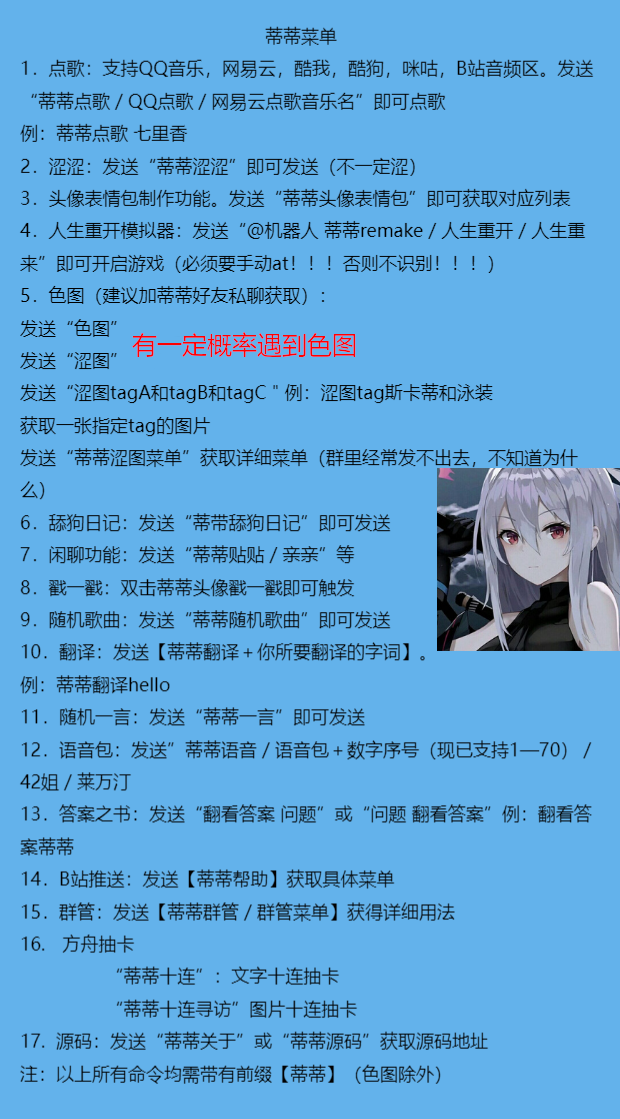 蒂蒂菜单
1．点歌：支持QQ音乐，网易云，酷我，酷狗，咪咕，B站音频区。发送
“蒂蒂点歌 / QQ点歌 / 网易云点歌音乐名”即可点歌
例：蒂蒂点歌 七里香
2．涩涩：发送“蒂蒂涩涩”即可发送（不一定涩）
3．头像表情包制作功能。发送“蒂蒂头像表情包”即可获取对应列表
4．人生重开模拟器：发送“@机器人 蒂蒂remake / 人生重开 / 人生重
来”即可开启游戏（必须要手动at！！！否则不识别！！！）
5．色图（建议加蒂蒂好友私聊获取）：
发送“色图”
有一定概率遇到色图
发送“涩图”
发送“涩图tagA和tagB和tagC＂例：涩图tag斯卡蒂和泳装
获取一张指定tag的图片
发送“蒂蒂涩图菜单”获取详细菜单（群里经常发不出去，不知道为什
么）
6．舔狗日记：发送“蒂带舔狗日记”即可发送
7．闲聊功能：发送“蒂蒂贴贴 / 亲亲”等
8．戳一戳：双击蒂蒂头像戳一戳即可触发
9．随机歌曲：发送“蒂蒂随机歌曲”即可发送
10．翻译：发送【蒂蒂翻译＋你所要翻译的字词】。
例：蒂蒂翻译hello
11．随机一言：发送“蒂蒂一言”即可发送
12．语音包：发送”蒂蒂语音 / 语音包＋数字序号（现已支持1—70） /
42姐 / 莱万汀
13．答案之书：发送“翻看答案 问题”或“问题 翻看答案”例：翻看答
案蒂蒂
14．B站推送：发送【蒂蒂帮助】获取具体菜单
15．群管：发送【蒂蒂群管 / 群管菜单】获得详细用法
16． 方舟抽卡
“蒂蒂十连”：文字十连抽卡
“蒂蒂十连寻访”图片十连抽卡
17．源码：发送“蒂蒂关于”或“蒂蒂源码”获取源码地址
注：以上所有命令均需带有前缀【蒂蒂】（色图除外）